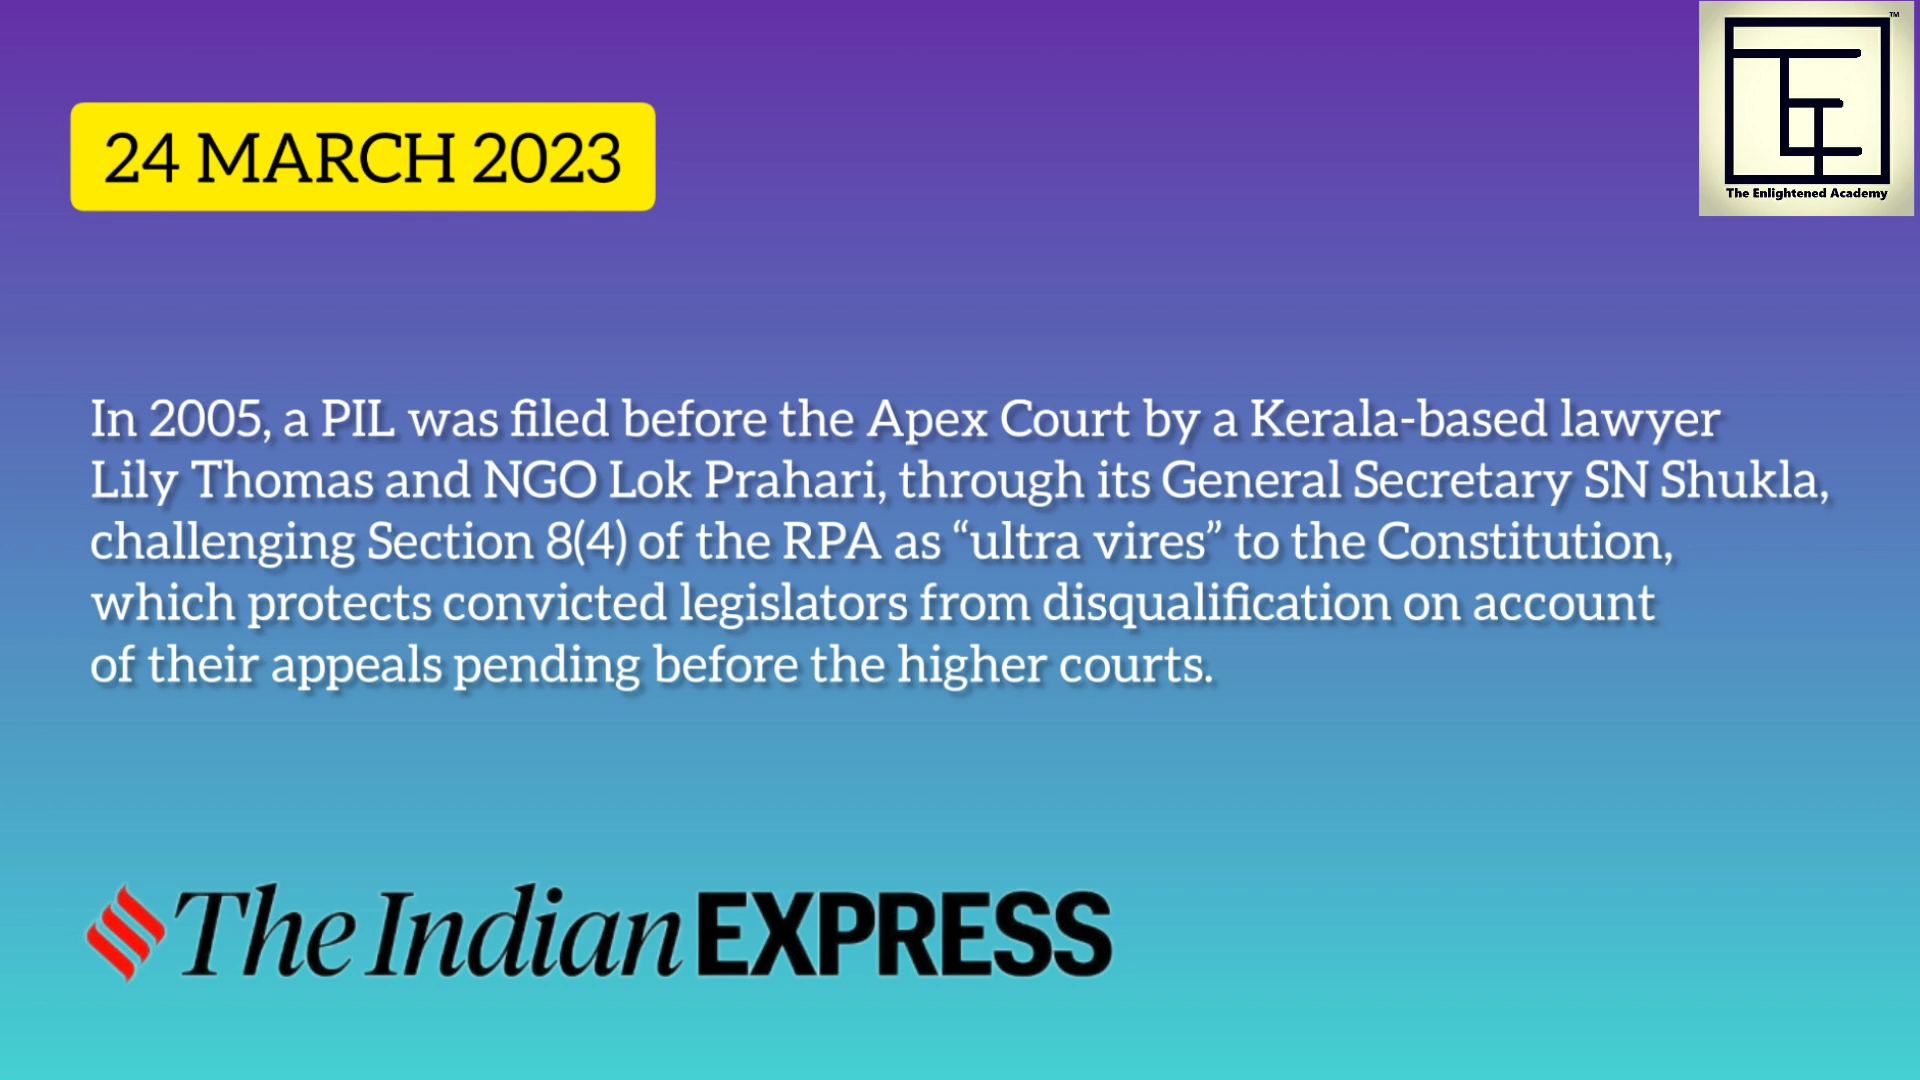 TM
The Enlightened Academy
24 MARCH 2023
In 2005, a PIL was filed before the Apex Court by a Kerala-based lawyer
Lily Thomas and NGO Lok Prahari, through its General Secretary SN Shukla,
challenging Section 8(4) of the RPA as “ultra vires” to the Constitution,
which protects convicted legislators from disqualification on account
of their appeals pending before the higher courts.
The Indian EXPRESS